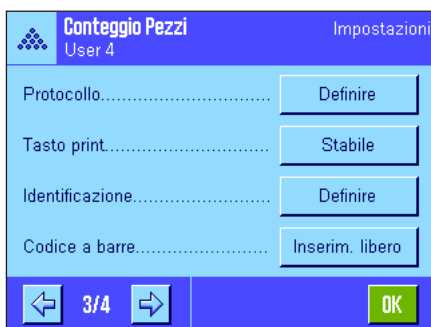 Conteggio Pezzi
Impostazioni
User 4
Protocollo............................... Definire
Tasto print.............................. Stabile
Identificazione......................... Definire
Codice a barre........................ Inserim. libero
3/4
OK